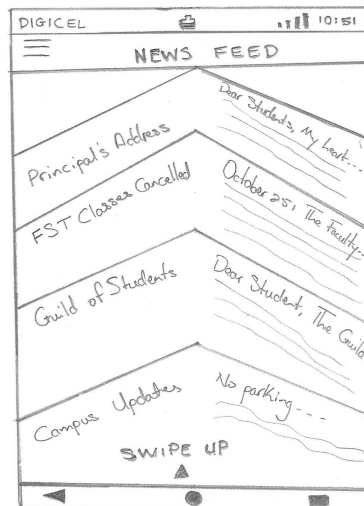 DIGICEL 10:51
NEWS FEED
Principal's Address
Dear Students, My heart...
FST Classes Cancelled
October 251 The Faculty...
Guild of Students
Dear Student, The Guild
Campus Updates
No parking---
SWIPE UP